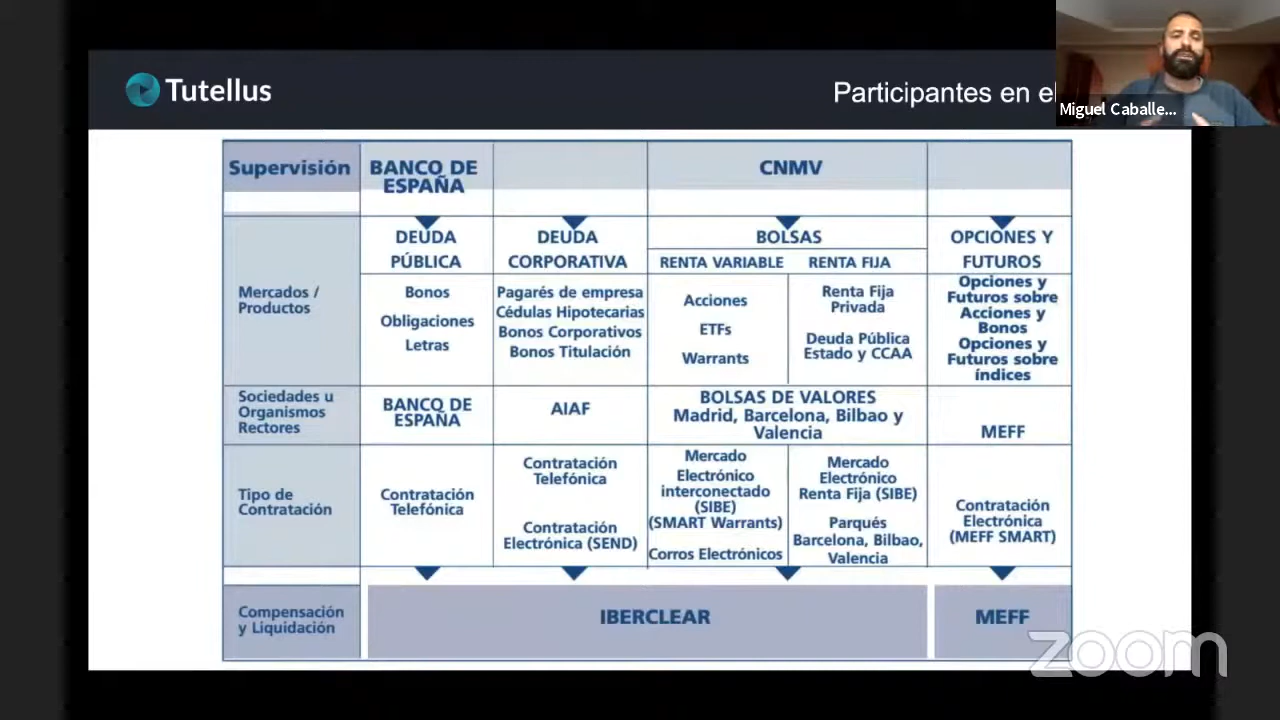 Tutellus
Participantes en el
Miguel Caballe...
Supervisión
BANCO DE
ESPAÑA
CNMV
Mercados /
Productos
DEUDA
PÚBLICA
Bonos
Obligaciones
Letras
DEUDA
CORPORATIVA
Pagarés de empresa
Cédulas Hipotecarias
Bonos Corporativos
Bonos Titulación
BOLSAS
RENTA VARIABLE
Acciones
ETFs
Warrants
RENTA FIJA
Renta Fija
Privada
Deuda Pública
Estado y CCAA
OPCIONES Y
FUTUROS
Opciones y
Futuros sobre
Acciones y
Bonos
Opciones y
Futuros sobre
índices
Sociedades u
Organismos
Rectores
BANCO DE
ESPAÑA
AIAF
BOLSAS DE VALORES
Madrid, Barcelona, Bilbao y
Valencia
MEFF
Tipo de
Contratación
Contratación
Telefónica
Contratación
Telefónica
Contratación
Electrónica (SEND)
Mercado
Electrónico
interconectado
(SIBE)
(SMART Warrants)
Corros Electrónicos
Mercado
Electrónico
Renta Fija (SIBE)
Parqués
Barcelona, Bilbao,
Valencia
Contratación
Electrónica
(MEFF SMART)
Compensación
y Liquidación
IBERCLEAR
MEFF
zoom